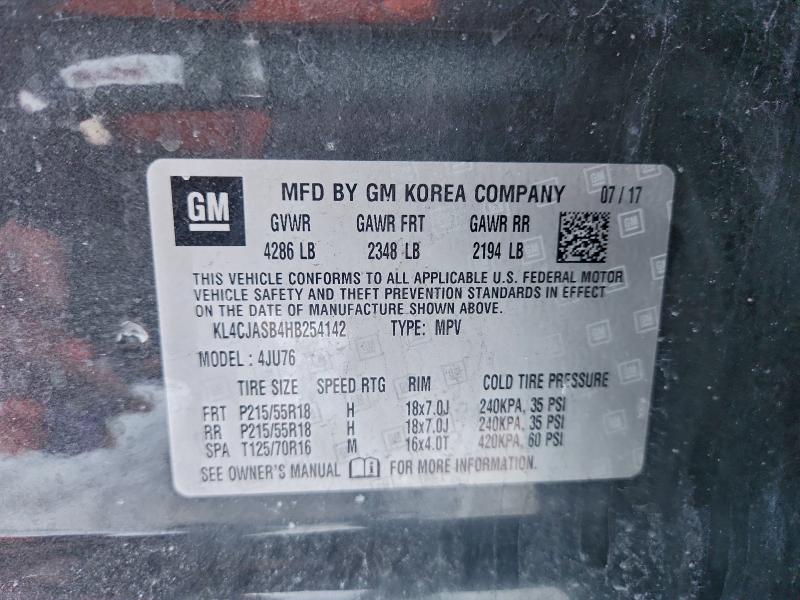 GM MFD BY GM KOREA COMPANY 07/17
GVWR GAWR FRT GAWR RR
4286 LB 2348 LB 2194 LB
THIS VEHICLE CONFORMS TO ALL APPLICABLE U.S. FEDERAL MOTOR
VEHICLE SAFETY AND THEFT PREVENTION STANDARDS IN EFFECT
ON THE DATE OF MANUFACTURE SHOWN ABOVE.
KL4CJASB4HB254142 TYPE: MPV
MODEL: 4JU76
TIRE SIZE SPEED RTG RIM COLD TIRE PRESSURE
FRT P215/55R18 H 18x7.0J 240KPA, 35 PSI
RR P215/55R18 H 18x7.0J 240KPA, 35 PSI
SPA T125/70R16 M 16x4.0T 420KPA, 60 PSI
SEE OWNER'S MANUAL FOR MORE INFORMATION.